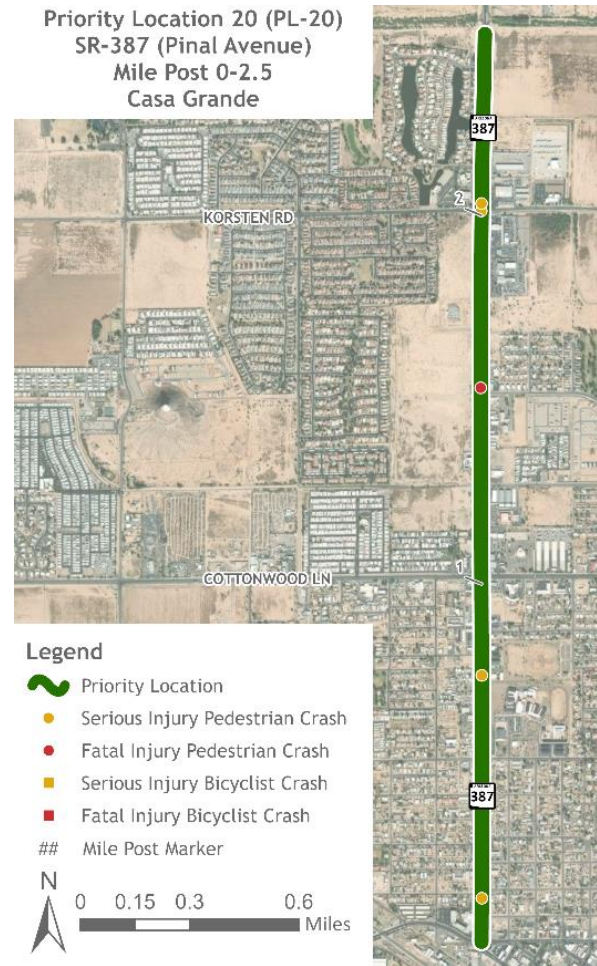 Priority Location 20 (PL-20)
SR-387 (Pinal Avenue)
Mile Post 0-2.5
Casa Grande
ARIZONA
387
2
KORSTEN RD
1
COTTONWOOD LN
Legend
Priority Location
Serious Injury Pedestrian Crash
Fatal Injury Pedestrian Crash
Serious Injury Bicyclist Crash
Fatal Injury Bicyclist Crash
## Mile Post Marker
ARIZONA
387
N
0 0.15 0.3 0.6
Miles